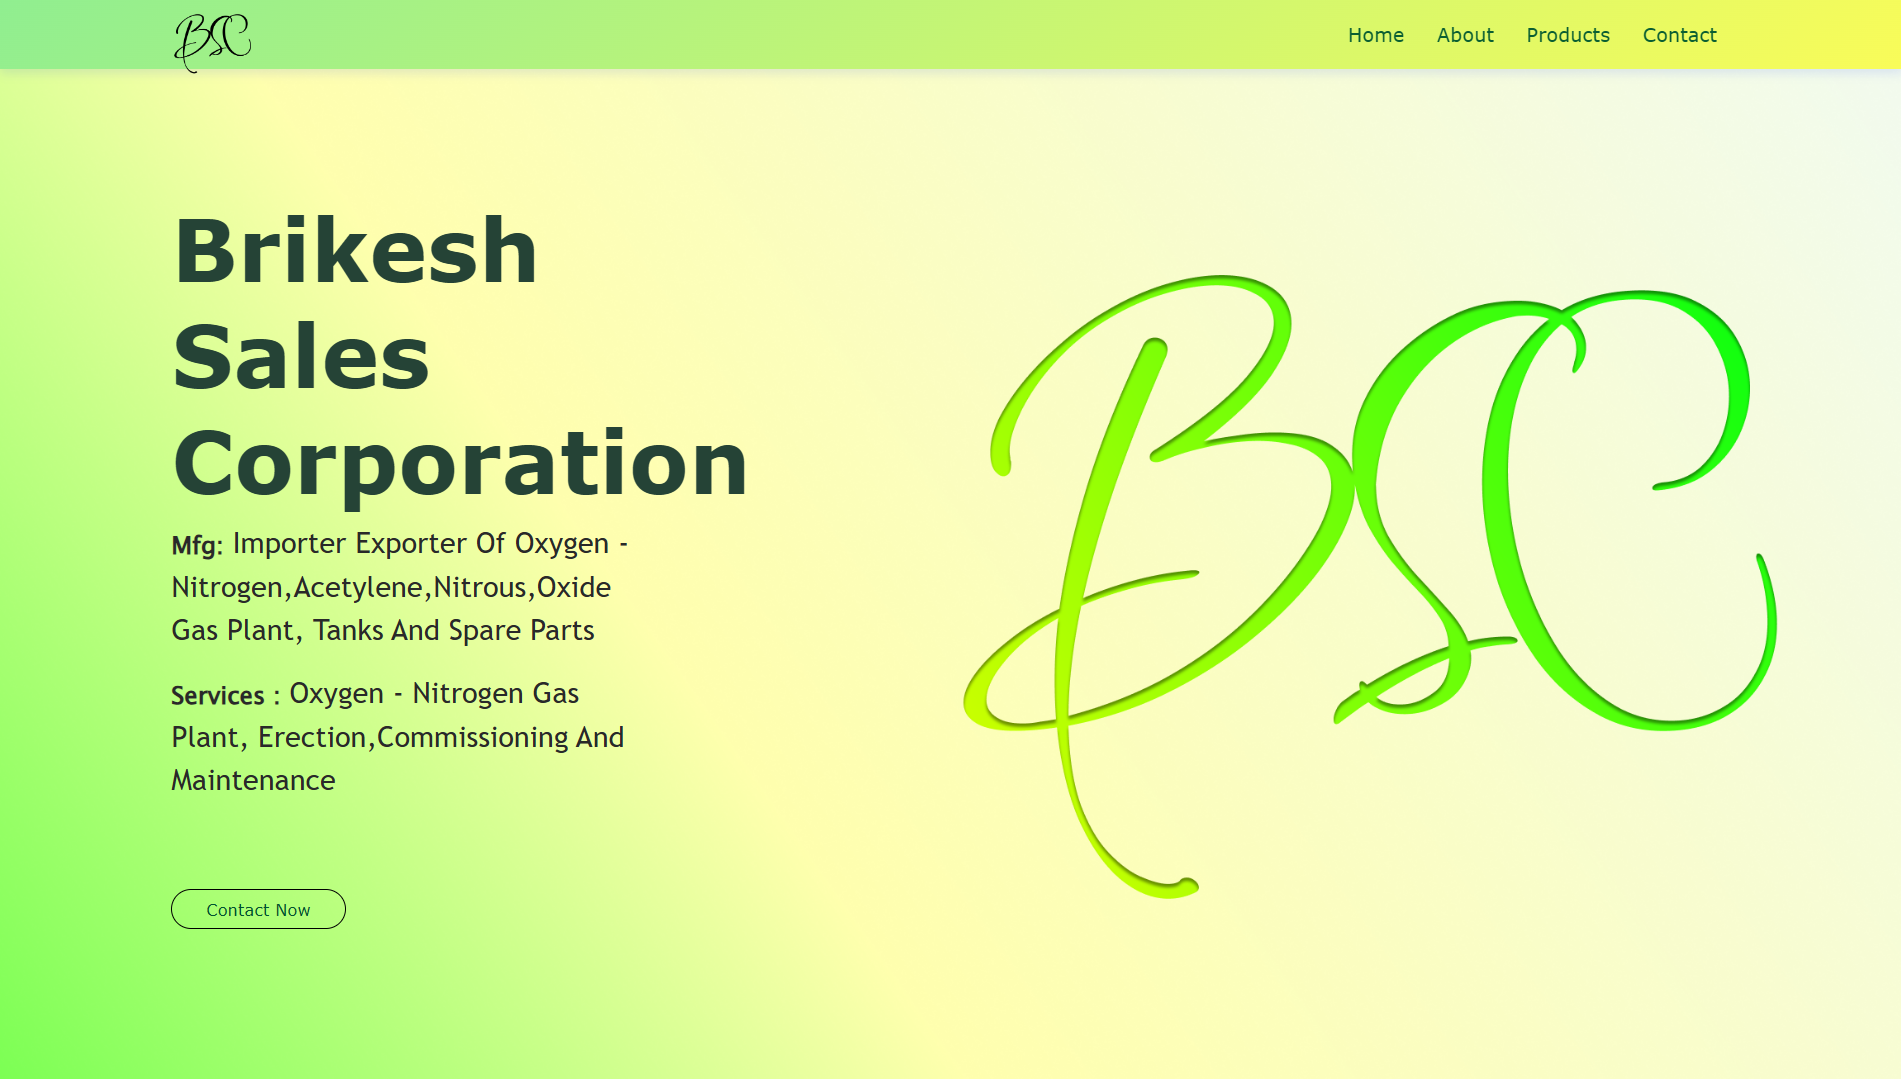 BSC
Home About Products Contact
Brikesh
Sales
Corporation
Mfg: Importer Exporter Of Oxygen -
Nitrogen,Acetylene,Nitrous,Oxide
Gas Plant, Tanks And Spare Parts
Services : Oxygen - Nitrogen Gas
Plant, Erection,Commissioning And
Maintenance
Contact Now
BSC